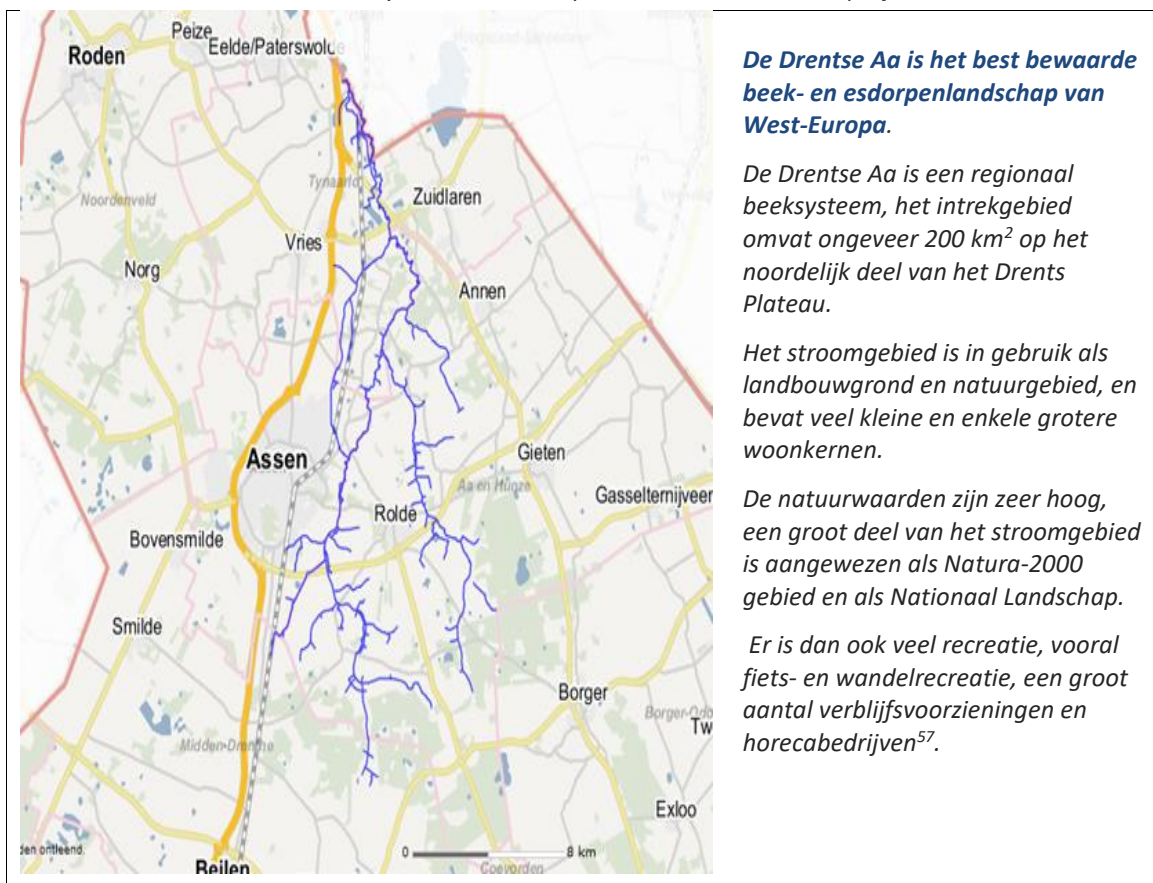 Peize
Eelde/Paterswolde
Roden
Zuidlaren
Tynaarlo
Noordenveld
Vries
Norg
Annen
Assen
Gieten
Aa en Hunze
Gasselternijveen
Rolde
Bovensmilde
Smilde
Borger
Borger-Odo
Tw
Midden-Drenthe
Exloo
den ontleend.
0 8 km
Beilen
Coevorden
De Drentse Aa is het best bewaarde
beek- en esdorpenlandschap van
West-Europa.
De Drentse Aa is een regionaal
beeksysteem, het intrekgebied
omvat ongeveer 200 km² op het
noordelijk deel van het Drents
Plateau.
Het stroomgebied is in gebruik als
landbouwgrond en natuurgebied, en
bevat veel kleine en enkele grotere
woonkernen.
De natuurwaarden zijn zeer hoog,
een groot deel van het stroomgebied
is aangewezen als Natura-2000
gebied en als Nationaal Landschap.
Er is dan ook veel recreatie, vooral
fiets- en wandelrecreatie, een groot
aantal verblijfsvoorzieningen en
horecabedrijven⁵⁷.